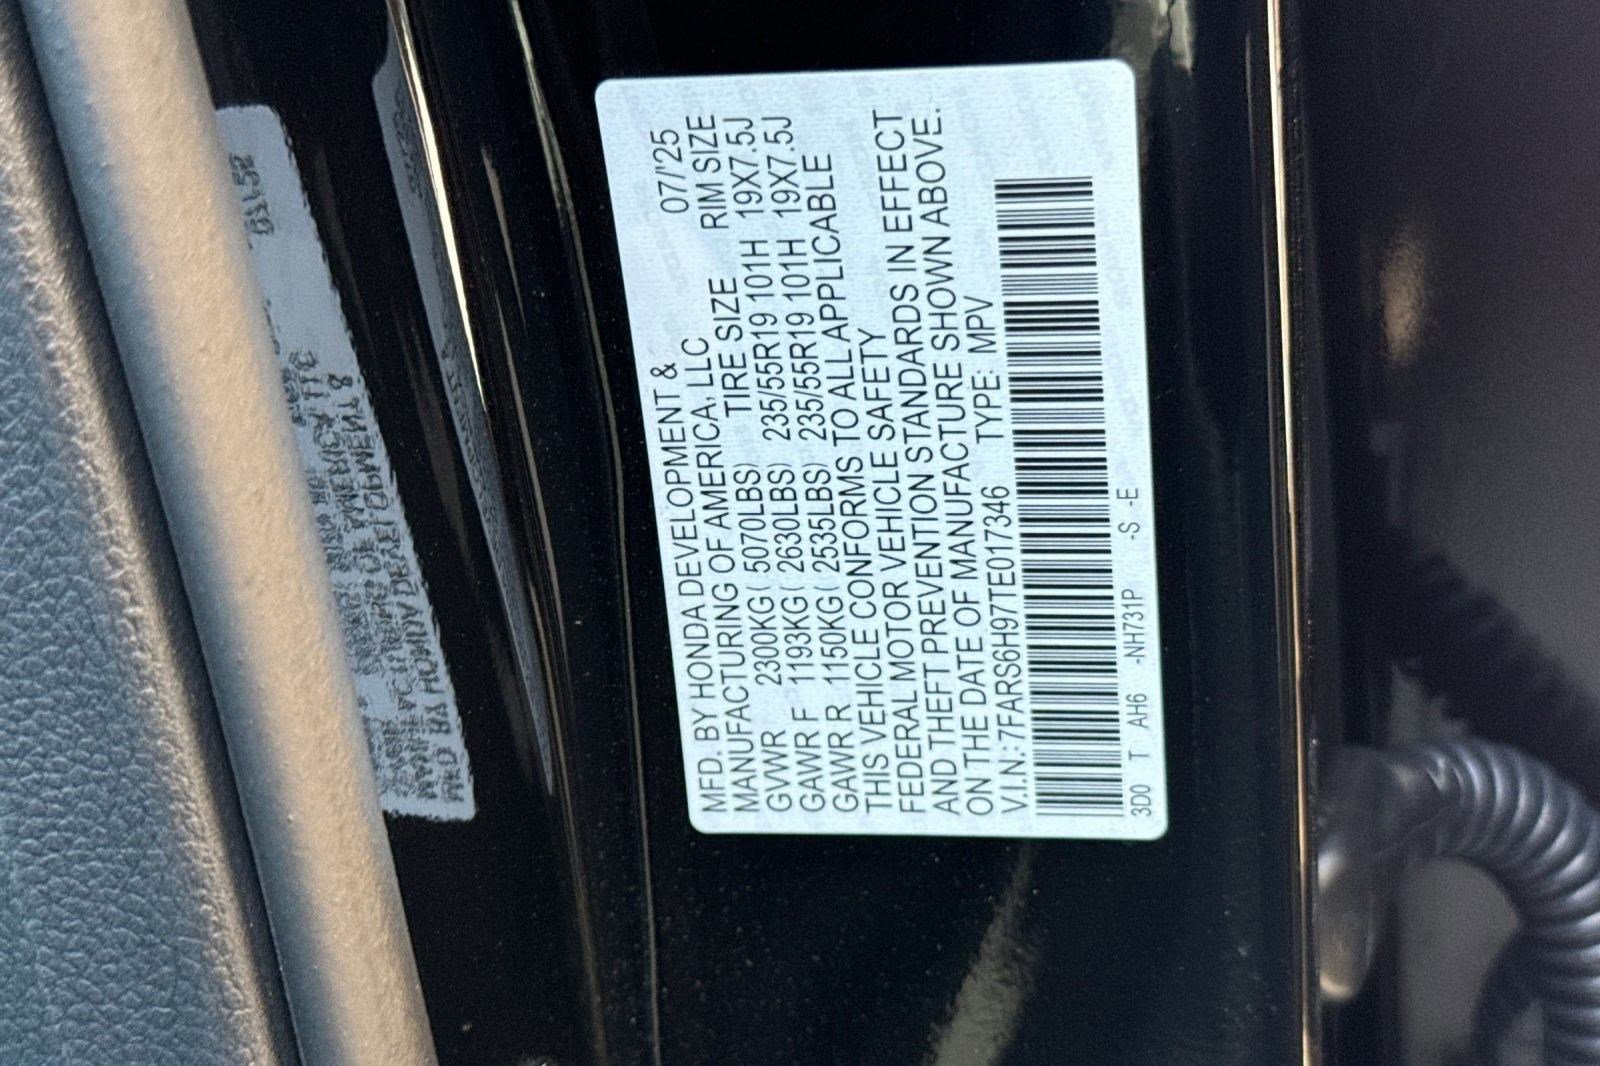 MFD. BY HONDA DEVELOPMENT & 07/'25
MANUFACTURING OF AMERICA, LLC
TIRE SIZE RIM SIZE
GVWR 2300KG ( 5070LBS) 235/55R19 101H 19X7.5J
GAWR F 1193KG ( 2630LBS) 235/55R19 101H 19X7.5J
GAWR R 1150KG ( 2535LBS)
THIS VEHICLE CONFORMS TO ALL APPLICABLE
FEDERAL MOTOR VEHICLE SAFETY
AND THEFT PREVENTION STANDARDS IN EFFECT
ON THE DATE OF MANUFACTURE SHOWN ABOVE.
V.I.N.: 7FARS6H97TE017346 TYPE: MPV
3D0 T AH6 -NH731P -S -E